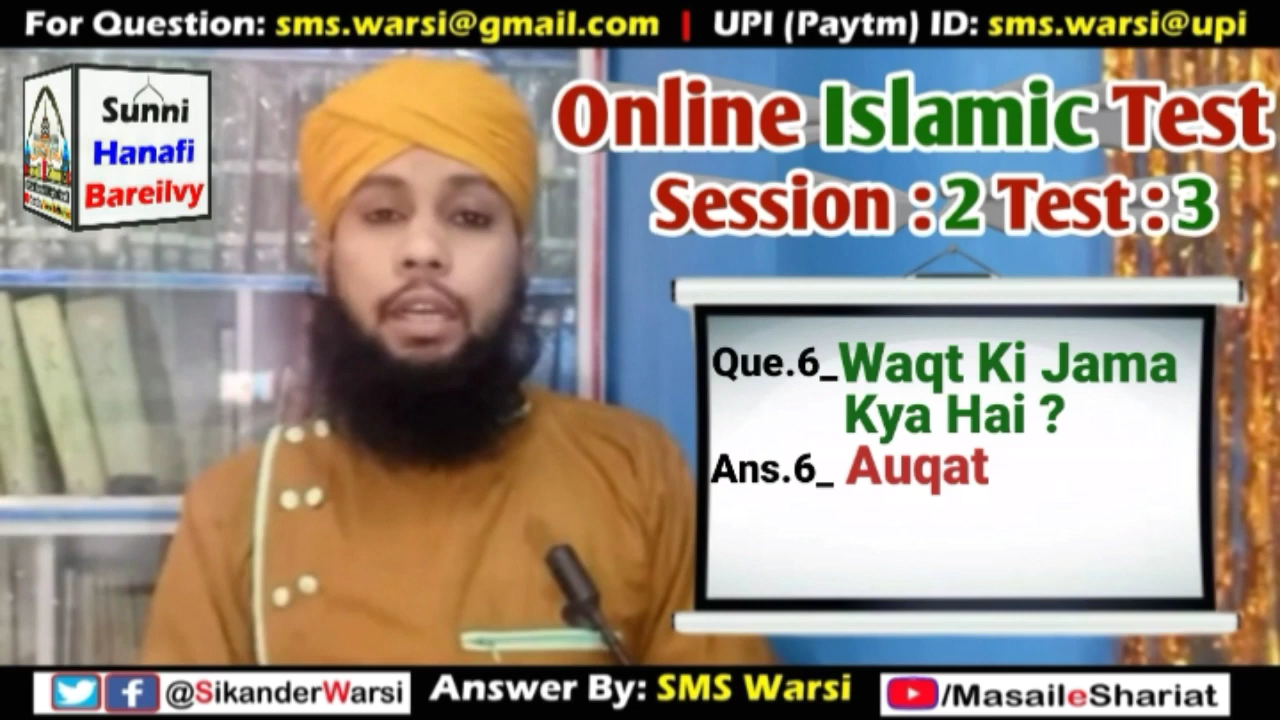 For Question: sms.warsi@gmail.com | UPI (Paytm) ID: sms.warsi@upi
Sunni
Hanafi
Bareilvy
Online Islamic Test
Session : 2 Test : 3
Que.6_Waqt Ki Jama
Kya Hai ?
Ans.6_ Auqat
@SikanderWarsi
Answer By: SMS Warsi
/MasaileShariat